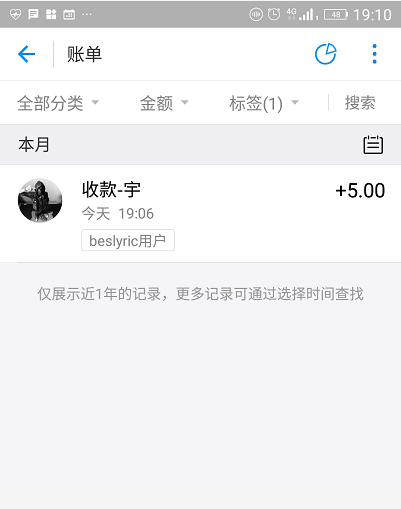 4G 48 19:10
账单
全部分类 金额 标签(1) 搜索
本月
收款-宇 +5.00
今天 19:06
beslyric用户
仅展示近1年的记录，更多记录可通过选择时间查找